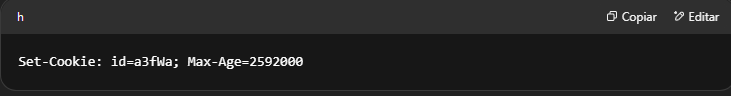 h
Copiar
Editar
Set-Cookie: id=a3fWa; Max-Age=2592000